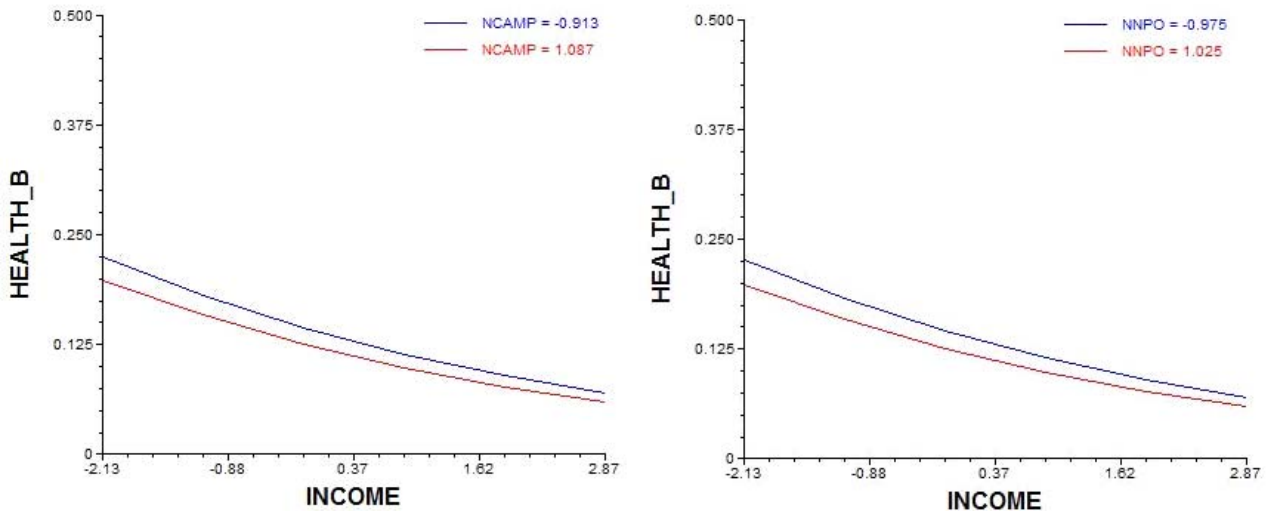 0.500
0.375
0.250
0.125
0
HEALTH_B
NCAMP = -0.913
NCAMP = 1.087
-2.13 -0.88 0.37 1.62 2.87
INCOME
0.500
0.375
0.250
0.125
0
HEALTH_B
NNPO = -0.975
NNPO = 1.025
-2.13 -0.88 0.37 1.62 2.87
INCOME